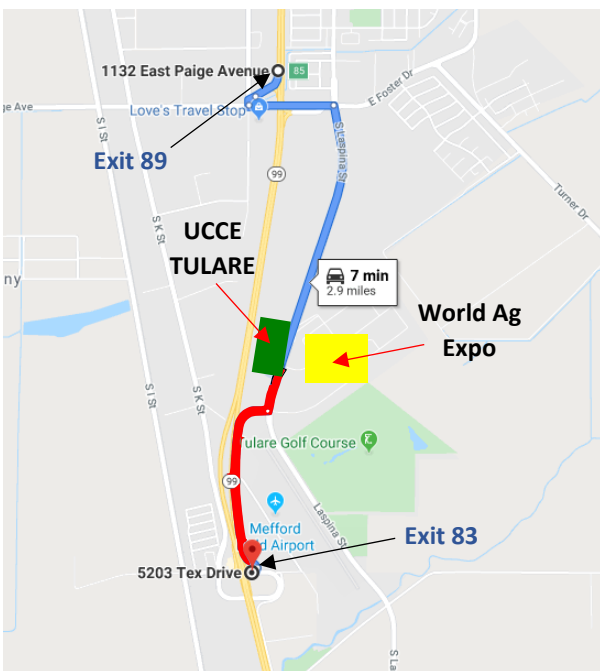 1132 East Paige Avenue
85
E Foster Dr
ge Ave
Love's Travel Stop
S I St
Exit 89
S Laspina St
99
Turner Dr
S K St
UCCE
TULARE
ny
7 min
2.9 miles
World Ag
Expo
S I St
S K St
Tulare Golf Course
99
Laspina St
Mefford
ld Airport
Exit 83
5203 Tex Drive
S La